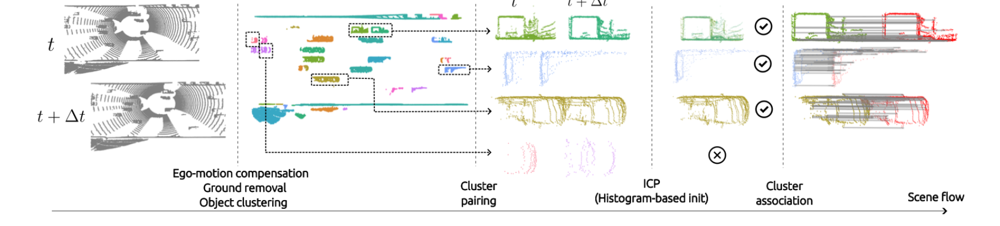 t
t + Δt
t
t + Δt
Ego-motion compensation
Ground removal
Object clustering
Cluster
pairing
ICP
(Histogram-based init)
Cluster
association
Scene flow